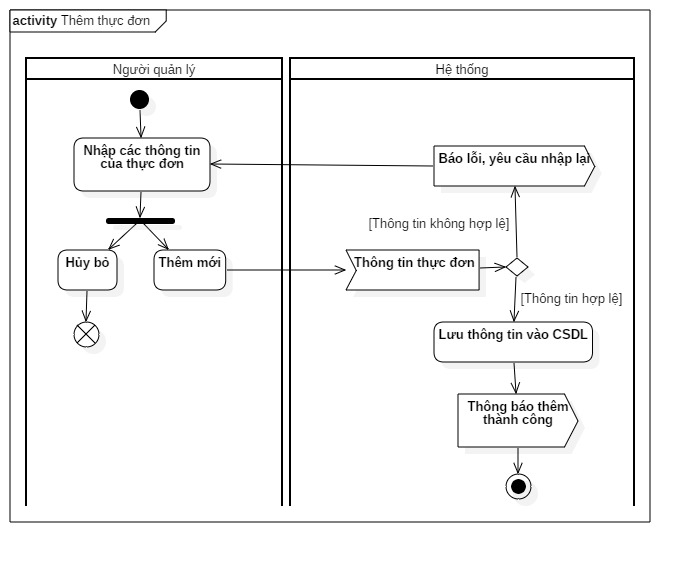 activity Thêm thực đơn
Người quản lý
Hệ thống
Nhập các thông tin
của thực đơn
Báo lỗi, yêu cầu nhập lại
[Thông tin không hợp lệ]
Hủy bỏ
Thêm mới
Thông tin thực đơn
[Thông tin hợp lệ]
Lưu thông tin vào CSDL
Thông báo thêm
thành công